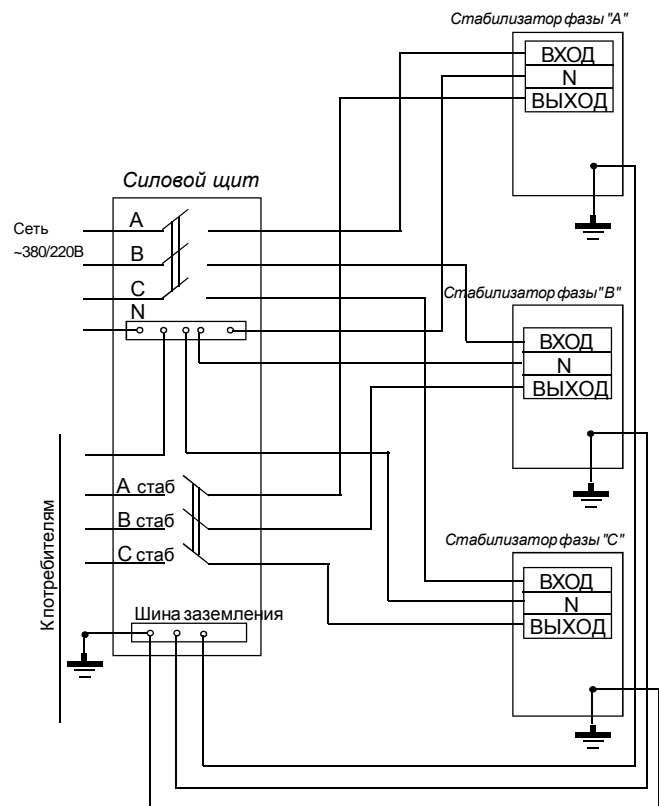 Стабилизатор фазы "А"
ВХОД
N
ВЫХОД
Силовой щит
Сеть
~380/220В
А
В
С
N
Стабилизатор фазы "В"
ВХОД
N
ВЫХОД
К потребителям
А стаб
В стаб
С стаб
Стабилизатор фазы "С"
ВХОД
N
ВЫХОД
Шина заземления